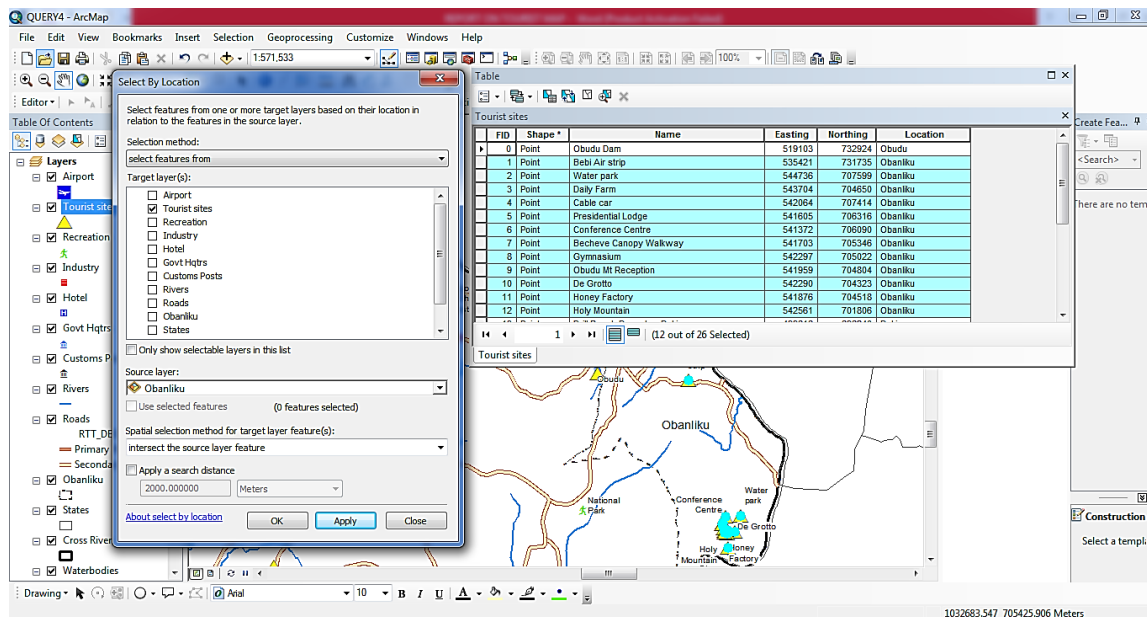 QUERY4 - ArcMap
File Edit View Bookmarks Insert Selection Geoprocessing Customize Windows Help
1:571,533
100%
Editor
Table Of Contents
Layers
Airport
Tourist site
Recreation
Industry
Hotel
Govt Hqtrs
Customs P
Rivers
Roads
RTT_DE
Primary
Seconda
Obanliku
States
Cross River
Waterbodies
Select By Location
Select features from one or more target layers based on their location in
relation to the features in the source layer.
Selection method:
select features from
Target layer(s):
Airport
Tourist sites
Recreation
Industry
Hotel
Govt Hqtrs
Customs Posts
Rivers
Roads
Obanliku
States
Only show selectable layers in this list
Source layer:
Obanliku
Use selected features (0 features selected)
Spatial selection method for target layer feature(s):
intersect the source layer feature
Apply a search distance
2000.000000 Meters
About select by location OK Apply Close
Table
Tourist sites
FID Shape * Name Easting Northing Location
0 Point Obudu Dam 519103 732924 Obudu
1 Point Bebi Air strip 535421 731735 Obanliku
2 Point Water park 544736 707599 Obanliku
3 Point Daily Farm 543704 704650 Obanliku
4 Point Cable car 542064 707414 Obanliku
5 Point Presidential Lodge 541605 706316 Obanliku
6 Point Conference Centre 541372 706090 Obanliku
7 Point Becheve Canopy Walkway 541703 705346 Obanliku
8 Point Gymnasium 542297 705022 Obanliku
9 Point Obudu Mt Reception 541959 704804 Obanliku
10 Point De Grotto 542290 704323 Obanliku
11 Point Honey Factory 541876 704518 Obanliku
12 Point Holy Mountain 542561 701806 Obanliku
1 (12 out of 26 Selected)
Tourist sites
Obudu
Obanliku
National
Park
Conference
Centre
Water
park
De Grotto
Holy
Mountain
Honey
Factory
Create Fea...
<Search>
There are no tem
Construction
Select a templa
Drawing Arial 10 B I U A
1032683.547 705425.906 Meters